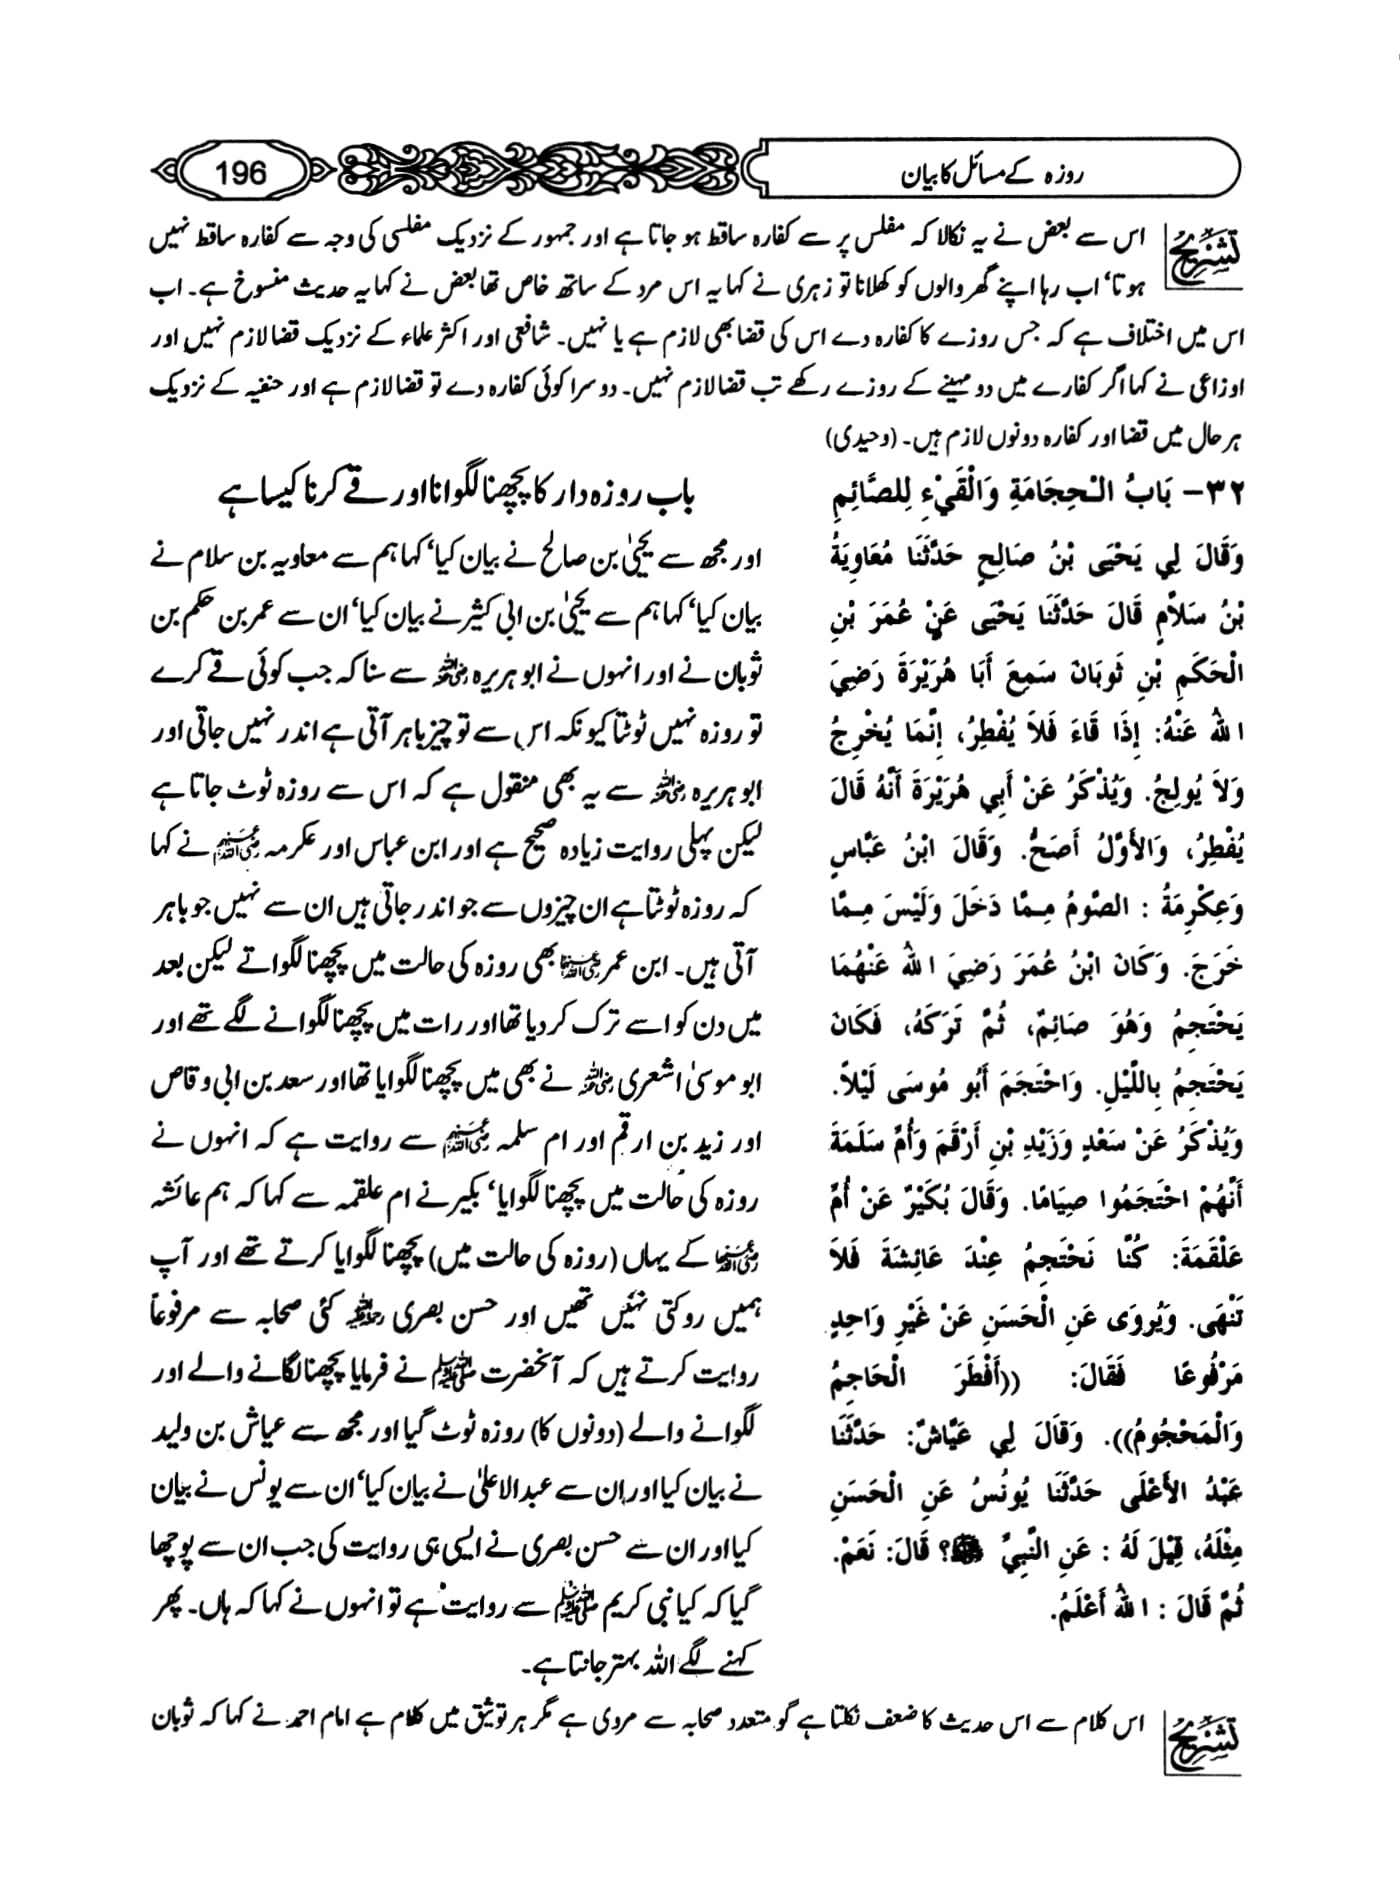 روزہ کے مسائل کا بیان
196
تشریح
اس سے بعض نے یہ نکالا کہ مفلس پر سے کفارہ ساقط ہو جاتا ہے اور جمہور کے نزدیک مفلسی کی وجہ سے کفارہ ساقط نہیں
ہوتا‘ اب رہا اپنے گھر والوں کو کھلانا تو زہری نے کہا یہ اس مرد کے ساتھ خاص تھا بعض نے کہا یہ حدیث منسوخ ہے۔ اب
اس میں اختلاف ہے کہ جس روزے کا کفارہ دے اس کی قضا بھی لازم ہے یا نہیں۔ شافعی اور اکثر علماء کے نزدیک قضا لازم نہیں اور
اوزاعی نے کہا اگر کفارے میں دو مہینے کے روزے رکھے تب قضا لازم نہیں۔ دوسرا کوئی کفارہ دے تو قضا لازم ہے اور حنفیہ کے نزدیک
ہر حال میں قضا اور کفارہ دونوں لازم ہیں۔ (وحیدی)
٣٢- بَابُ الْـحِجَامَةِ وَالْقَيْءِ لِلصَّائِمِ
وَقَالَ لِي يَحْيَى بْنُ صَالِحٍ حَدَّثَنَا مُعَاوِيَةُ
بْنُ سَلاَّمٍ قَالَ حَدَّثَنَا يَحْيَى عَنْ عُمَرَ بْنِ
الْحَكَمِ بْنِ ثَوبَانَ سَمِعَ أَبَا هُرَيْرَةَ رَضِيَ
اللهُ عَنْهُ: إِذَا قَاءَ فَلاَ يُفْطِرُ، إِنَّمَا يُخْرِجُ
وَلاَ يُولِجُ. وَيُذْكَرُ عَنْ أَبِي هُرَيْرَةَ أَنَّهُ قَالَ
يُفْطِرُ، وَالأَوَّلُ أَصَحُّ. وَقَالَ ابْنُ عَبَّاسٍ
وَعِكْرِمَةُ : الصَّومُ مِـمَّا دَخَلَ وَلَيْسَ مِـمَّا
خَرَجَ. وَكَانَ ابْنُ عُمَرَ رَضِيَ اللهُ عَنْهُمَا
يَحْتَجِمُ وَهُوَ صَائِمٌ، ثُمَّ تَرَكَهُ، فَكَانَ
يَحْتَجِمُ بِاللَّيْلِ. وَاحْتَجَمَ أَبُو مُوسَى لَيْلاً.
وَيُذْكَرُ عَنْ سَعْدٍ وَزَيْدِ بْنِ أَرْقَمَ وَأُمِّ سَلَمَةَ
أَنَّهُمْ احْتَجَمُوا صِيَامًا. وَقَالَ بُكَيْرٌ عَنْ أُمِّ
عَلْقَمَةَ: كُنَّا نَحْتَجِمُ عِنْدَ عَائِشَةَ فَلاَ
تَنْهَى. وَيُروَى عَنِ الْحَسَنِ عَنْ غَيْرِ وَاحِدٍ
مَرْفُوعًا فَقَالَ: ((أَفْطَرَ الْحَاجِمُ
وَالْمَحْجُومُ)). وَقَالَ لِي عَيَّاشٌ: حَدَّثَنَا
عَبْدُ الأَعْلَى حَدَّثَنَا يُونُسُ عَنِ الْحَسَنِ
مِثْلَهُ، قِيْلَ لَهُ : عَنِ النَّبِيِّ ﷺ؟ قَالَ: نَعَمْ.
ثُمَّ قَالَ : اللهُ أَعْلَمُ.
باب روزہ دار کا پچھنا لگوانا اور قے کرنا کیسا ہے
اور مجھ سے یحییٰ بن صالح نے بیان کیا‘ کہا ہم سے معاویہ بن سلام نے
بیان کیا‘ کہا ہم سے یحییٰ بن ابی کثیر نے بیان کیا‘ ان سے عمر بن حکم بن
ثوبان نے اور انہوں نے ابو ہریرہ رضی اللہ عنہ سے سنا کہ جب کوئی قے کرے
تو روزہ نہیں ٹوٹتا کیونکہ اس سے تو چیز باہر آتی ہے اندر نہیں جاتی اور
ابو ہریرہ رضی اللہ عنہ سے یہ بھی منقول ہے کہ اس سے روزہ ٹوٹ جاتا ہے
لیکن پہلی روایت زیادہ صحیح ہے اور ابن عباس اور عکرمہ رضی اللہ عنہم نے کہا
کہ روزہ ٹوٹتا ہے ان چیزوں سے جو اندر جاتی ہیں ان سے نہیں جو باہر
آتی ہیں۔ ابن عمر رضی اللہ عنہما بھی روزہ کی حالت میں پچھنا لگواتے لیکن بعد
میں دن کو اسے ترک کر دیا تھا اور رات میں پچھنا لگوانے لگے تھے اور
ابو موسیٰ اشعری رضی اللہ عنہ نے بھی میں پچھنا لگوایا تھا اور سعد بن ابی وقاص
اور زید بن ارقم اور ام سلمہ رضی اللہ عنہم سے روایت ہے کہ انہوں نے
روزہ کی حالت میں پچھنا لگوایا‘ بکیر نے ام علقمہ سے کہا کہ ہم عائشہ
رضی اللہ عنہا کے یہاں (روزہ کی حالت میں) پچھنا لگوایا کرتے تھے اور آپ
ہمیں روکتی نہیں تھیں اور حسن بصری رحمہ اللہ کئی صحابہ سے مرفوعاً
روایت کرتے ہیں کہ آنحضرت ﷺ نے فرمایا پچھنا لگانے والے اور
لگوانے والے (دونوں کا) روزہ ٹوٹ گیا اور مجھ سے عیاش بن ولید
نے بیان کیا اور ان سے عبدالاعلیٰ نے بیان کیا‘ ان سے یونس نے بیان
کیا اور ان سے حسن بصری نے ایسی ہی روایت کی جب ان سے پوچھا
گیا کہ کیا نبی کریم ﷺ سے روایت ہے تو انہوں نے کہا کہ ہاں۔ پھر
کہنے لگے اللہ بہتر جانتا ہے۔
تشریح
اس کلام سے اس حدیث کا ضعف نکلتا ہے گو متعدد صحابہ سے مروی ہے مگر ہر توثیق میں کلام ہے امام احمد نے کہا کہ ثوبان